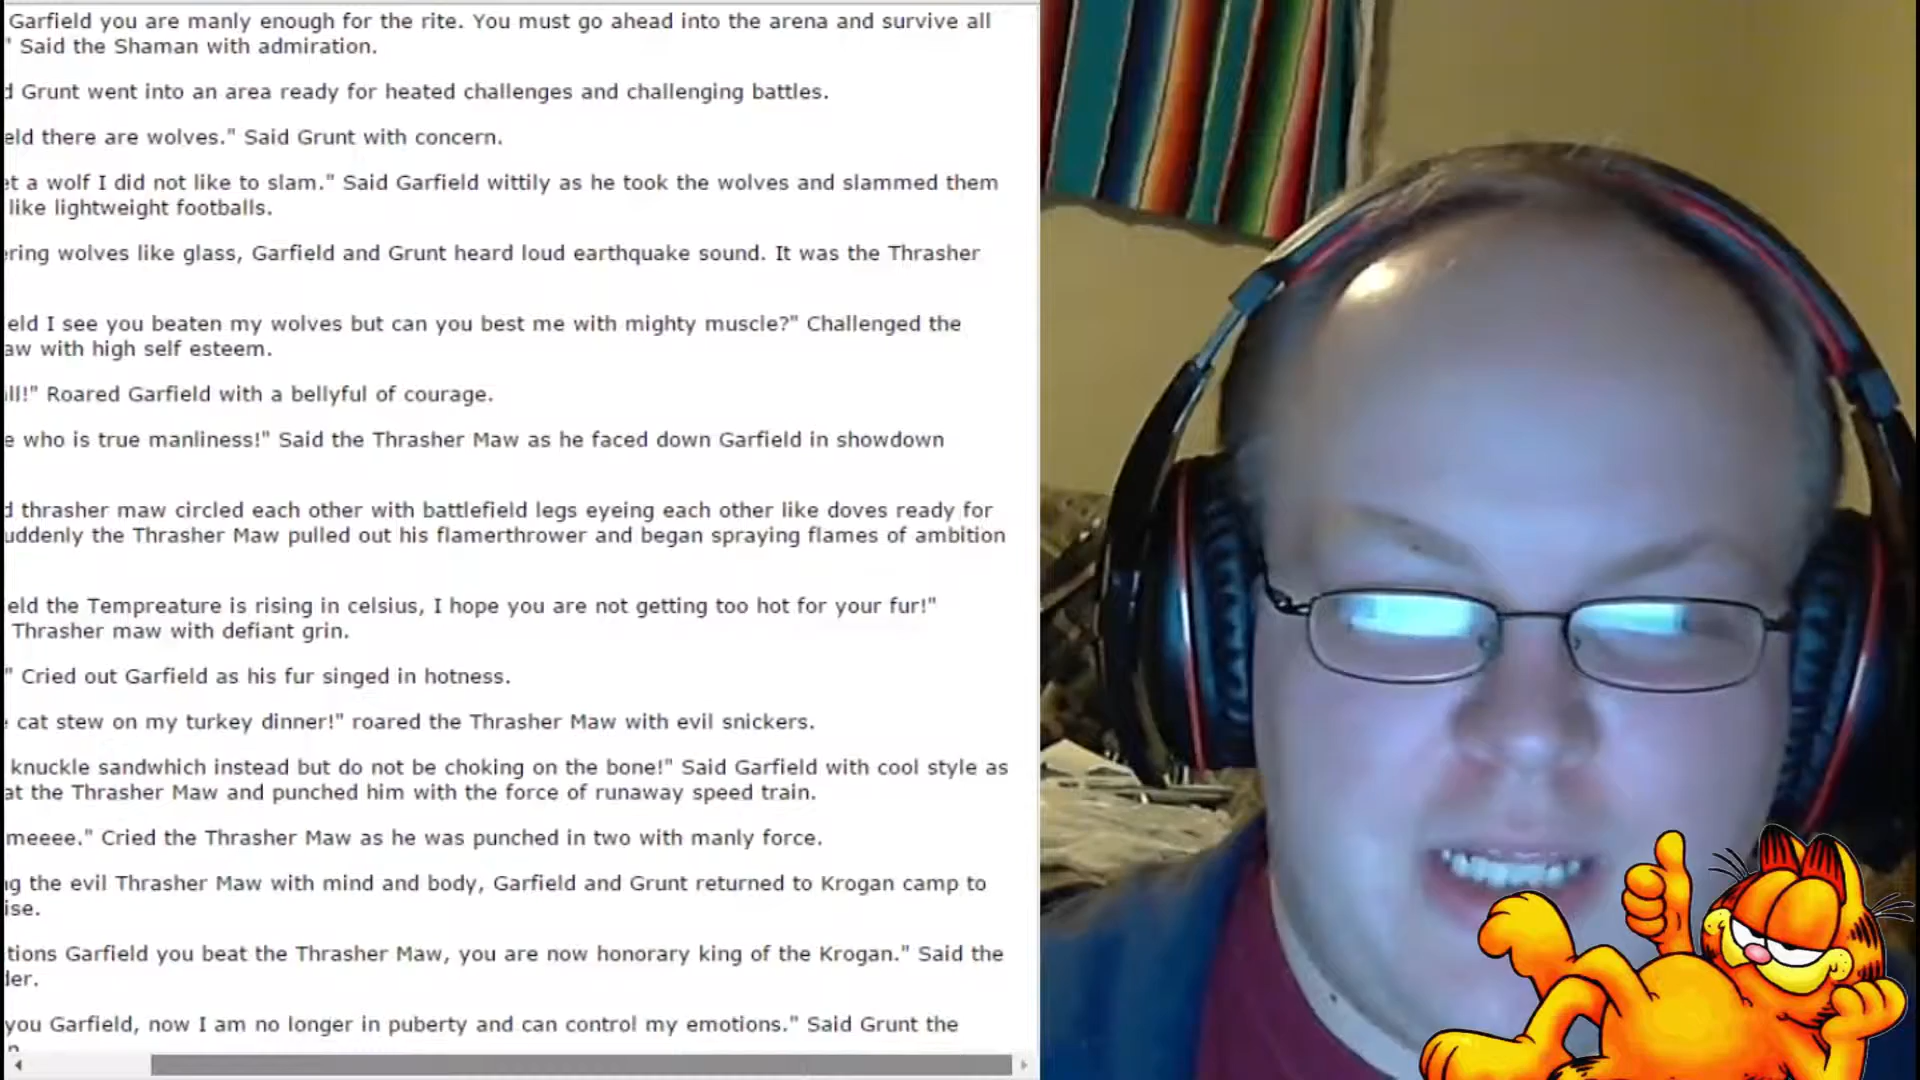 Garfield you are manly enough for the rite. You must go ahead into the arena and survive all
" Said the Shaman with admiration.
d Grunt went into an area ready for heated challenges and challenging battles.
eld there are wolves." Said Grunt with concern.
et a wolf I did not like to slam." Said Garfield wittily as he took the wolves and slammed them
like lightweight footballs.
ring wolves like glass, Garfield and Grunt heard loud earthquake sound. It was the Thrasher
eld I see you beaten my wolves but can you best me with mighty muscle?" Challenged the
aw with high self esteem.
ll!" Roared Garfield with a bellyful of courage.
e who is true manliness!" Said the Thrasher Maw as he faced down Garfield in showdown
d thrasher maw circled each other with battlefield legs eyeing each other like doves ready for
uddenly the Thrasher Maw pulled out his flamerthrower and began spraying flames of ambition
eld the Tempreature is rising in celsius, I hope you are not getting too hot for your fur!"
Thrasher maw with defiant grin.
" Cried out Garfield as his fur singed in hotness.
cat stew on my turkey dinner!" roared the Thrasher Maw with evil snickers.
knuckle sandwhich instead but do not be choking on the bone!" Said Garfield with cool style as
at the Thrasher Maw and punched him with the force of runaway speed train.
meeee." Cried the Thrasher Maw as he was punched in two with manly force.
ng the evil Thrasher Maw with mind and body, Garfield and Grunt returned to Krogan camp to
ise.
tions Garfield you beat the Thrasher Maw, you are now honorary king of the Krogan." Said the
der.
you Garfield, now I am no longer in puberty and can control my emotions." Said Grunt the